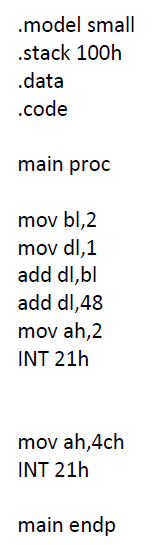 .model small
.stack 100h
.data
.code
main proc
mov bl,2
mov dl,1
add dl,bl
add dl,48
mov ah,2
INT 21h
mov ah,4ch
INT 21h
main endp